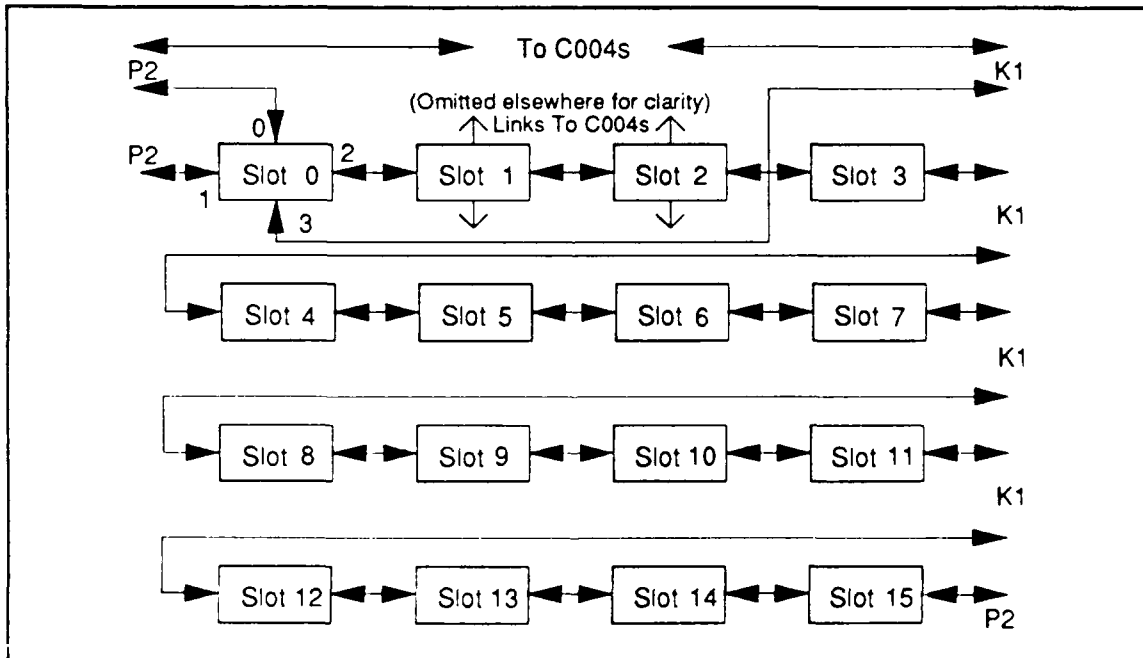 To C004s
P2 K1
(Omitted elsewhere for clarity)
Links To C004s
0
P2 Slot 0 2 Slot 1 Slot 2 Slot 3
1 3 K1
Slot 4 Slot 5 Slot 6 Slot 7
K1
Slot 8 Slot 9 Slot 10 Slot 11
K1
Slot 12 Slot 13 Slot 14 Slot 15
P2